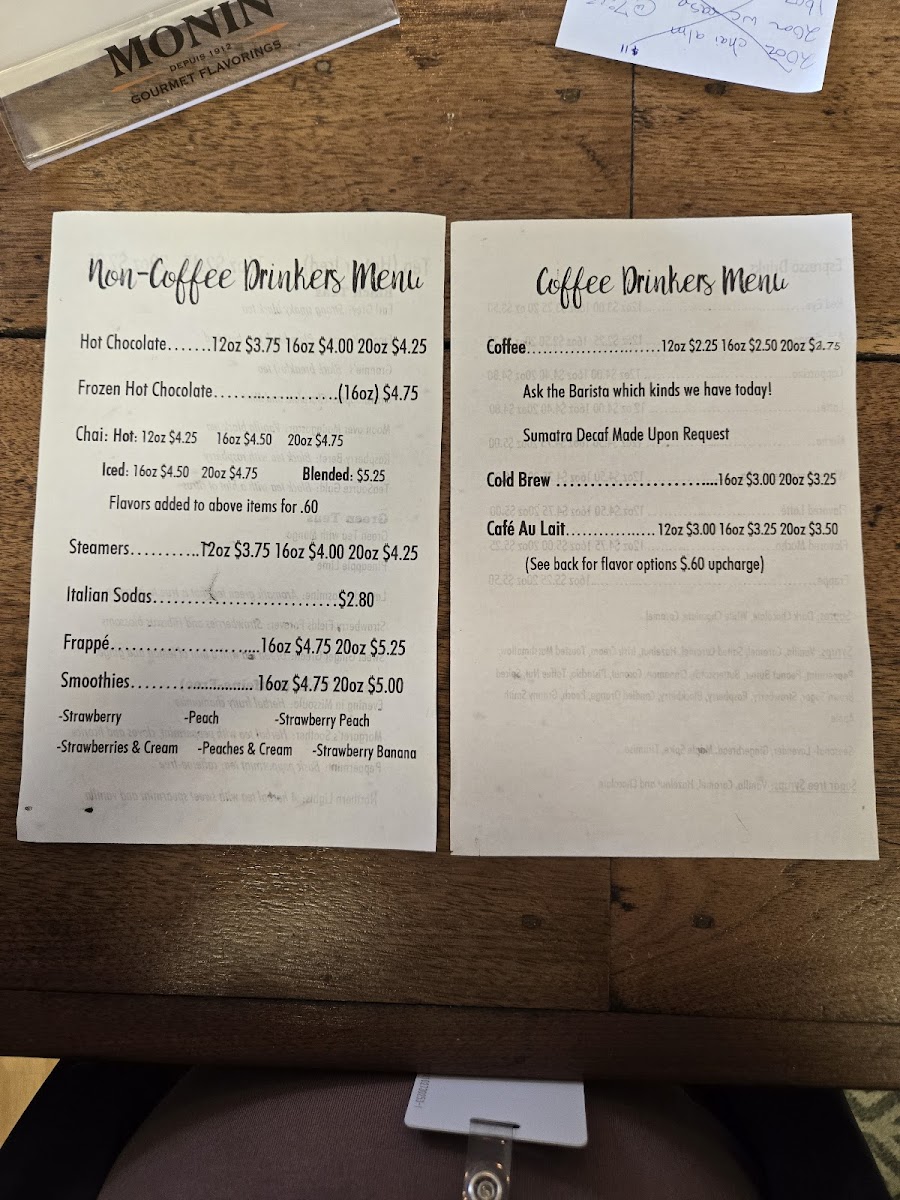 MONIN
DEPUIS 1912
GOURMET FLAVORINGS
20oz chai alm
$11
Non-Coffee Drinkers Menu
Hot Chocolate.......12oz $3.75 16oz $4.00 20oz $4.25
Frozen Hot Chocolate....................(16oz) $4.75
Chai: Hot: 12oz $4.25 16oz $4.50 20oz $4.75
Iced: 16oz $4.50 20oz $4.75 Blended: $5.25
Flavors added to above items for .60
Steamers...........12oz $3.75 16oz $4.00 20oz $4.25
Italian Sodas.............................$2.80
Frappé.......................16oz $4.75 20oz $5.25
Smoothies....................... 16oz $4.75 20oz $5.00
-Strawberry -Peach -Strawberry Peach
-Strawberries & Cream -Peaches & Cream -Strawberry Banana
Coffee Drinkers Menu
Coffee.......................12oz $2.25 16oz $2.50 20oz $2.75
Ask the Barista which kinds we have today!
Sumatra Decaf Made Upon Request
Cold Brew ............................16oz $3.00 20oz $3.25
Café Au Lait............... 12oz $3.00 16oz $3.25 20oz $3.50
(See back for flavor options $.60 upcharge)